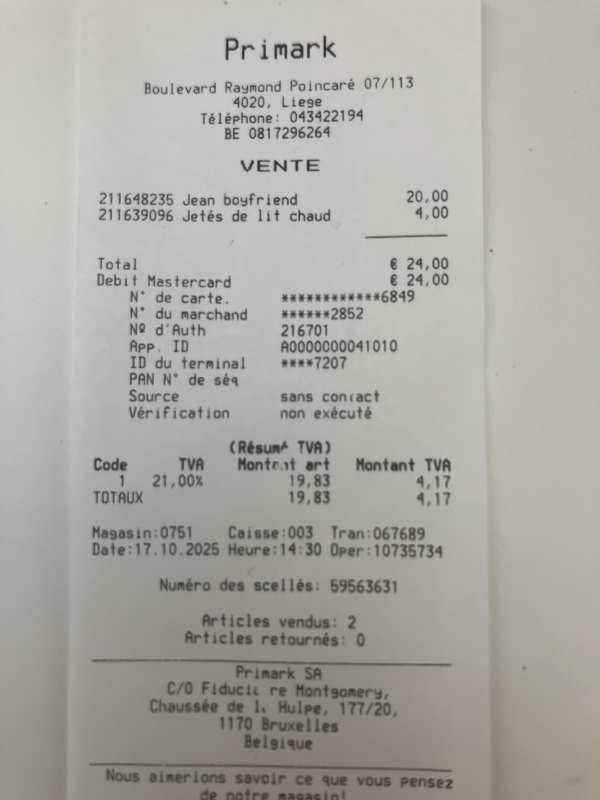 Primark
Boulevard Raymond Poincaré 07/113
4020, Liege
Téléphone: 043422194
BE 0817296264
VENTE
211648235 Jean boyfriend 20,00
211639096 Jetés de lit chaud 4,00
Total € 24,00
Debit Mastercard € 24,00
N° de carte. ************6849
N° du marchand ******2852
Nº d'Auth 216701
App. ID A0000000041010
ID du terminal ****7207
PAN N° de séq
Source sans contact
Vérification non exécuté
(Résumé TVA)
Code TVA Montant art Montant TVA
1 21,00% 19,83 4,17
TOTAUX 19,83 4,17
Magasin:0751 Caisse:003 Tran:067689
Date:17.10.2025 Heure:14:30 Oper:10735734
Numéro des scellés: 59563631
Articles vendus: 2
Articles retournés: 0
Primark SA
C/O Fiduciaire Montgomery,
Chaussée de la Hulpe, 177/20,
1170 Bruxelles
Belgique
Nous aimerions savoir ce que vous pensez
de notre magasin!